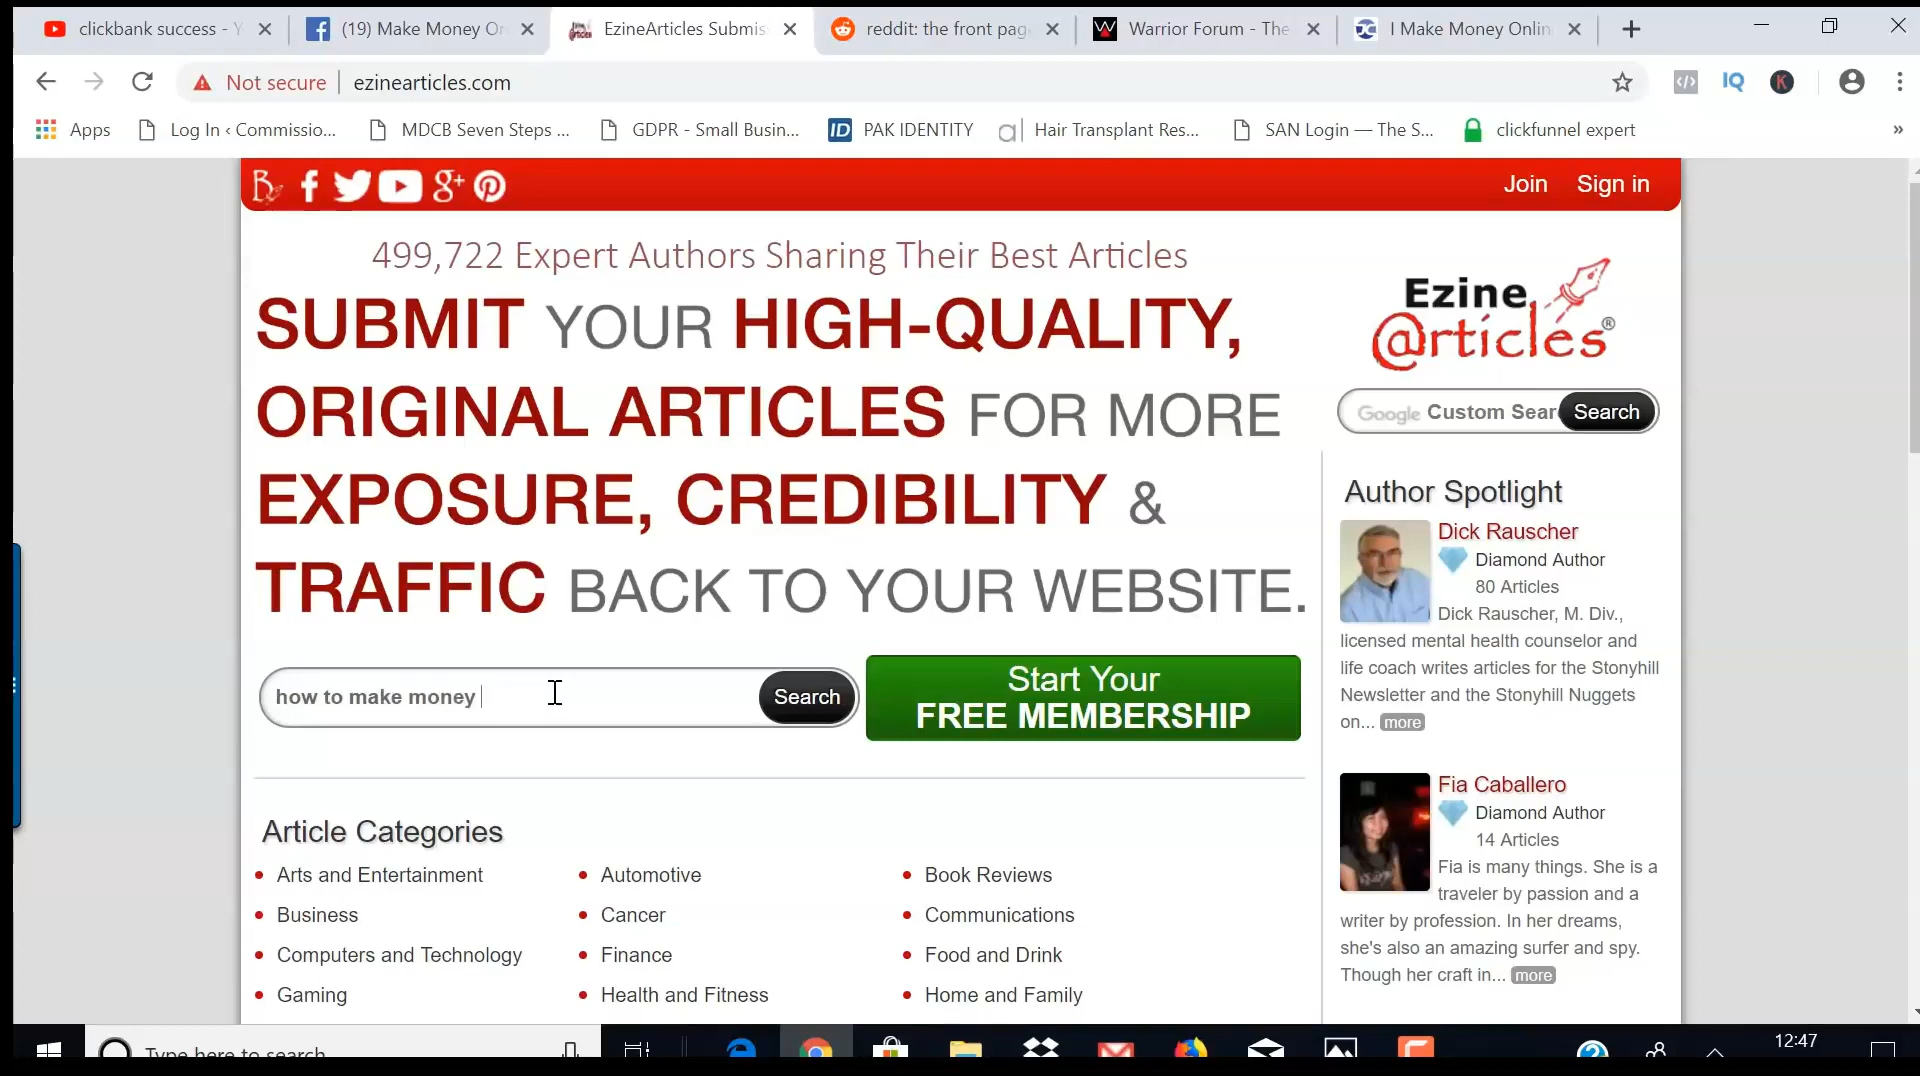 clickbank success - Y
(19) Make Money On
EzineArticles Submis
reddit: the front pag
Warrior Forum - The
I Make Money Onlin
Not secure
ezinearticles.com
IQ
K
Apps
Log In ‹ Commissio...
MDCB Seven Steps ...
GDPR - Small Busin...
ID PAK IDENTITY
Hair Transplant Res...
SAN Login — The S...
clickfunnel expert
»
Join
Sign in
499,722 Expert Authors Sharing Their Best Articles
SUBMIT YOUR HIGH-QUALITY,
ORIGINAL ARTICLES FOR MORE
EXPOSURE, CREDIBILITY &
TRAFFIC BACK TO YOUR WEBSITE.
how to make money
Search
Start Your
FREE MEMBERSHIP
Ezine
@rticles®
Google Custom Sear
Search
Author Spotlight
Dick Rauscher
Diamond Author
80 Articles
Dick Rauscher, M. Div.,
licensed mental health counselor and
life coach writes articles for the Stonyhill
Newsletter and the Stonyhill Nuggets
on... more
Fia Caballero
Diamond Author
14 Articles
Fia is many things. She is a
traveler by passion and a
writer by profession. In her dreams,
she's also an amazing surfer and spy.
Though her craft in... more
Article Categories
Arts and Entertainment
Automotive
Book Reviews
Business
Cancer
Communications
Computers and Technology
Finance
Food and Drink
Gaming
Health and Fitness
Home and Family
Type here to search
12:47